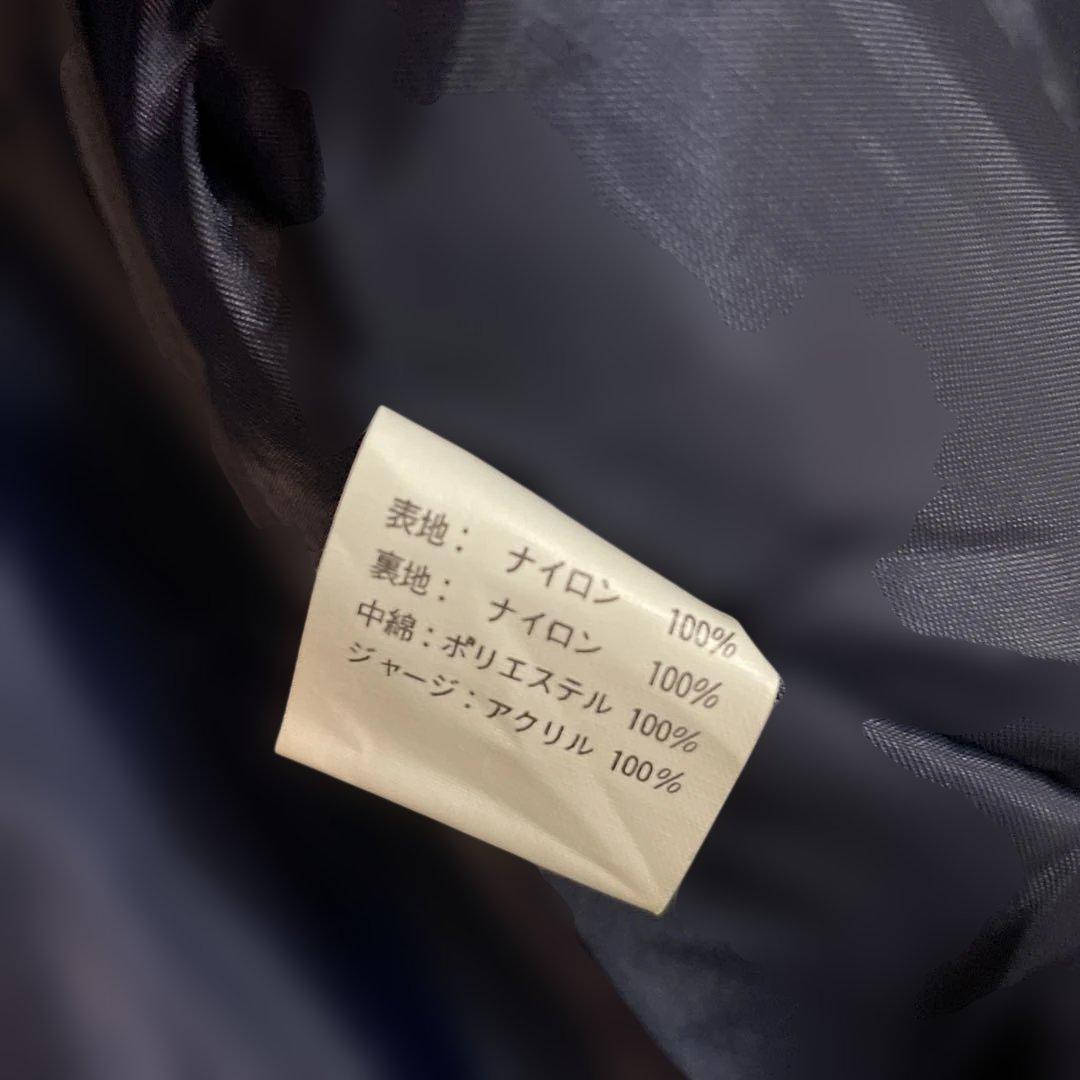 表地： ナイロン 100%
裏地： ナイロン 100%
中綿：ポリエステル 100%
ジャージ：アクリル 100%